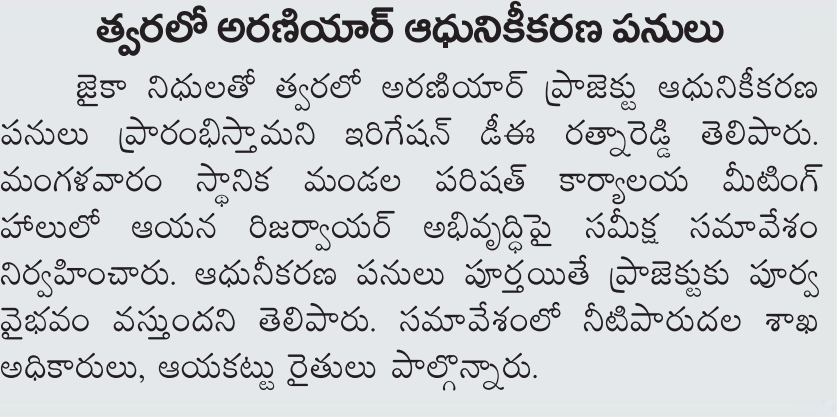 త్వరలో అరణియార్ ఆధునికీకరణ పనులు
జైకా నిధులతో త్వరలో అరణియార్ ప్రాజెక్టు ఆధునికీకరణ
పనులు ప్రారంభిస్తామని ఇరిగేషన్ డీఈ రత్నారెడ్డి తెలిపారు.
మంగళవారం స్థానిక మండల పరిషత్ కార్యాలయ మీటింగ్
హాలులో ఆయన రిజర్వాయర్ అభివృద్ధిపై సమీక్ష సమావేశం
నిర్వహించారు. ఆధునీకరణ పనులు పూర్తయితే ప్రాజెక్టుకు పూర్వ
వైభవం వస్తుందని తెలిపారు. సమావేశంలో నీటిపారుదల శాఖ
అధికారులు, ఆయకట్టు రైతులు పాల్గొన్నారు.